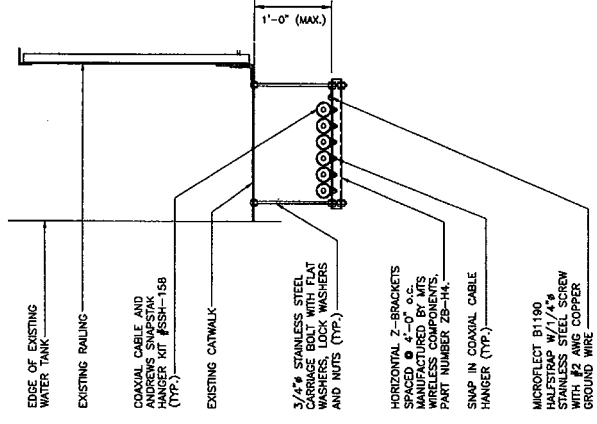 1'-0" (MAX.)
EDGE OF EXISTING
WATER TANK
EXISTING RAILING
COAXIAL CABLE AND
ANDREWS SNAPSTAK
HANGER KIT #SSH-158
(TYP.)
EXISTING CATWALK
3/4"ø STAINLESS STEEL
CARRIAGE BOLT WITH FLAT
WASHERS, LOCK WASHERS
AND NUTS (TYP.)
HORIZONTAL Z-BRACKETS
SPACED @ 4'-0" o.c.
MANUFACTURED BY MTS
WIRELESS COMPONENTS,
PART NUMBER ZB-H4.
SNAP IN COAXIAL CABLE
HANGER (TYP.)
MICROFLECT B1190
HALFSTRAP W/1/4"ø
STAINLESS STEEL SCREW
WITH #2 AWG COPPER
GROUND WIRE